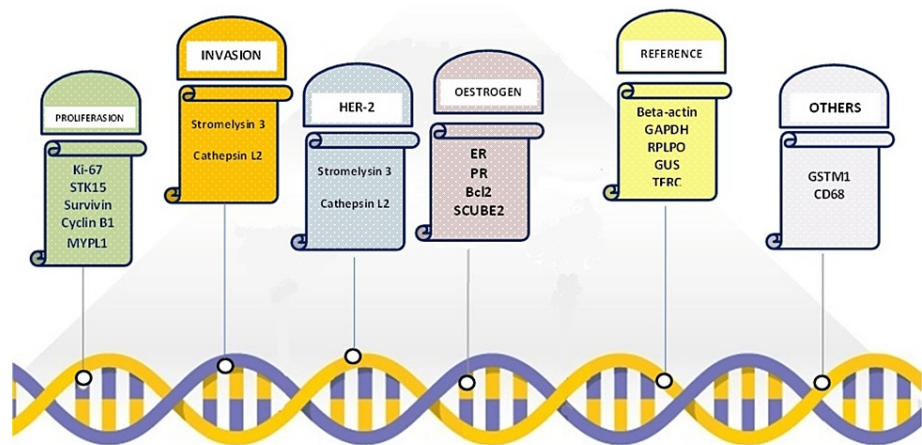 PROLIFERASION
Ki-67
STK15
Survivin
Cyclin B1
MYPL1
INVASION
Stromelysin 3
Cathepsin L2
HER-2
Stromelysin 3
Cathepsin L2
OESTROGEN
ER
PR
Bcl2
SCUBE2
REFERENCE
Beta-actin
GAPDH
RPLPO
GUS
TFRC
OTHERS
GSTM1
CD68